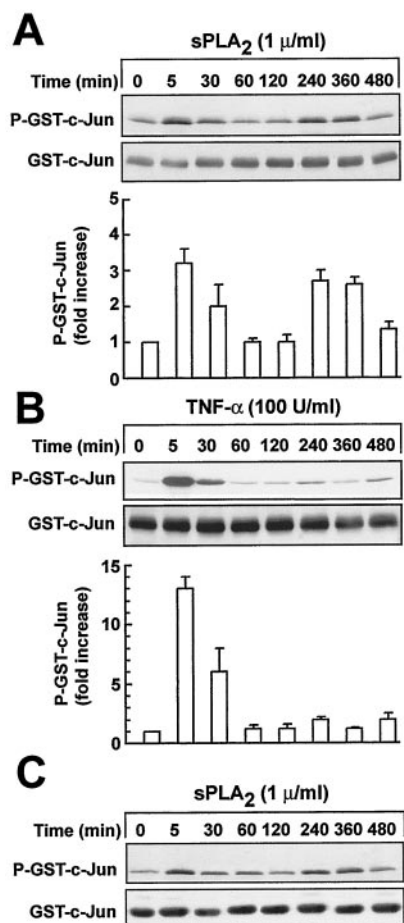 A
sPLA2 (1 μ/ml)
Time (min) 0 5 30 60 120 240 360 480
P-GST-c-Jun
GST-c-Jun
P-GST-c-Jun
(fold increase)
5
4
3
2
1
0
B
TNF-α (100 U/ml)
Time (min) 0 5 30 60 120 240 360 480
P-GST-c-Jun
GST-c-Jun
P-GST-c-Jun
(fold increase)
15
10
5
0
C
sPLA2 (1 μ/ml)
Time (min) 0 5 30 60 120 240 360 480
P-GST-c-Jun
GST-c-Jun